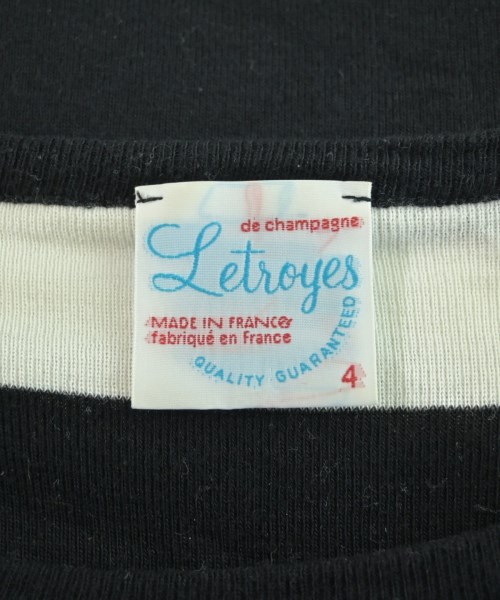 de champagne
Letroyes
MADE IN FRANCE
fabriqué en France
QUALITY GUARANTEED
4